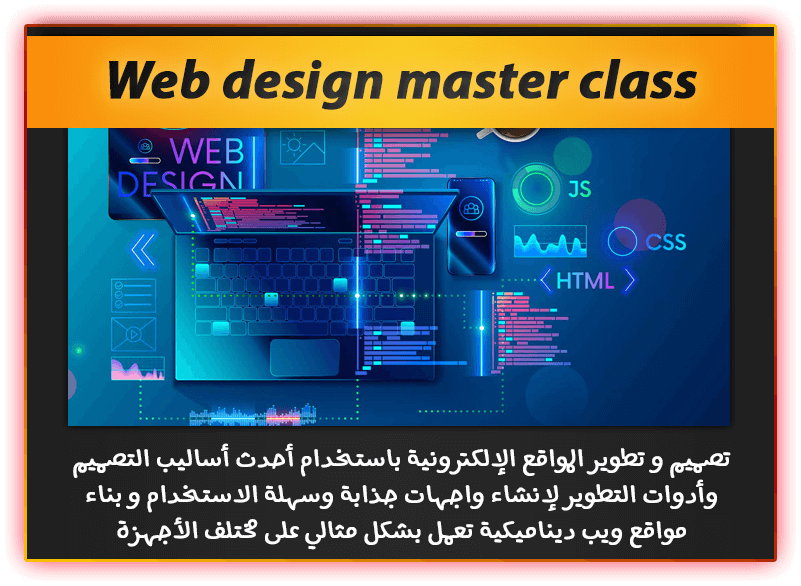 Web design master class
WEB
DESIGN
JS
CSS
HTML
تصميم و تطوير المواقع الإلكترونية باستخدام أحدث أساليب التصميم
وأدوات التطوير لإنشاء واجهات جذابة وسهلة الاستخدام و بناء
مواقع ويب ديناميكية تعمل بشكل مثالي على مختلف الأجهزة